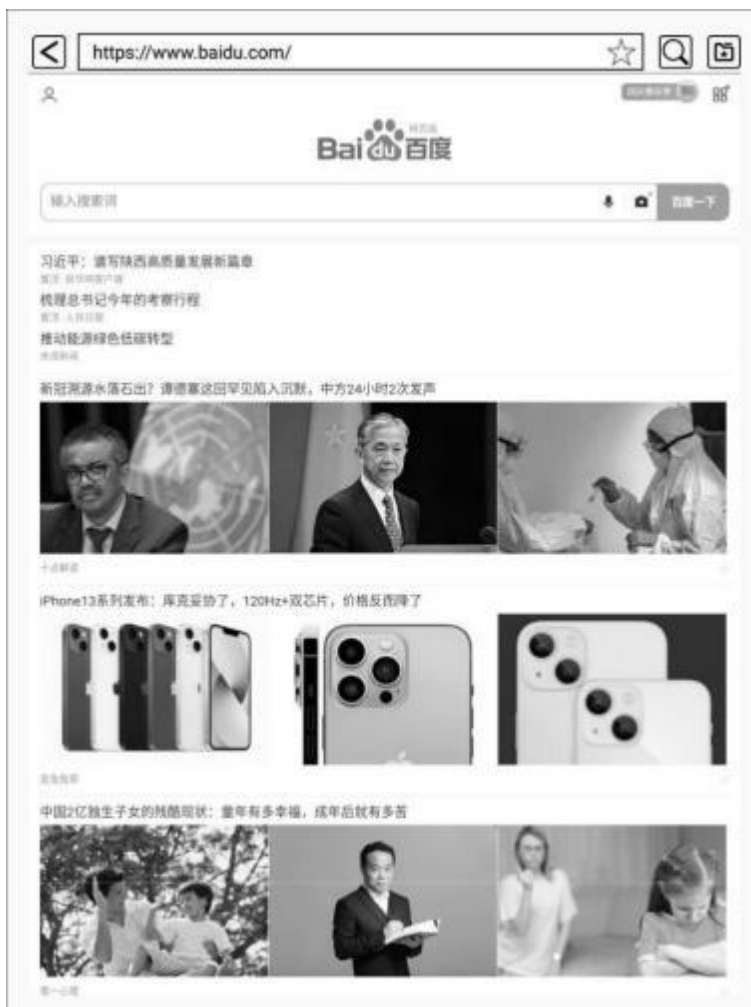 https://www.baidu.com/
Bai du 百度
输入搜索词
百度一下
习近平：谱写陕西高质量发展新篇章
梳理总书记今年的考察行程
推动能源绿色低碳转型
新冠溯源水落石出？谭德塞这回罕见陷入沉默，中方24小时2次发声
十点解读
iPhone13系列发布：库克妥协了，120Hz+双芯片，价格反而降了
中国2亿独生子女的残酷现状：童年有多幸福，成年后就有多苦